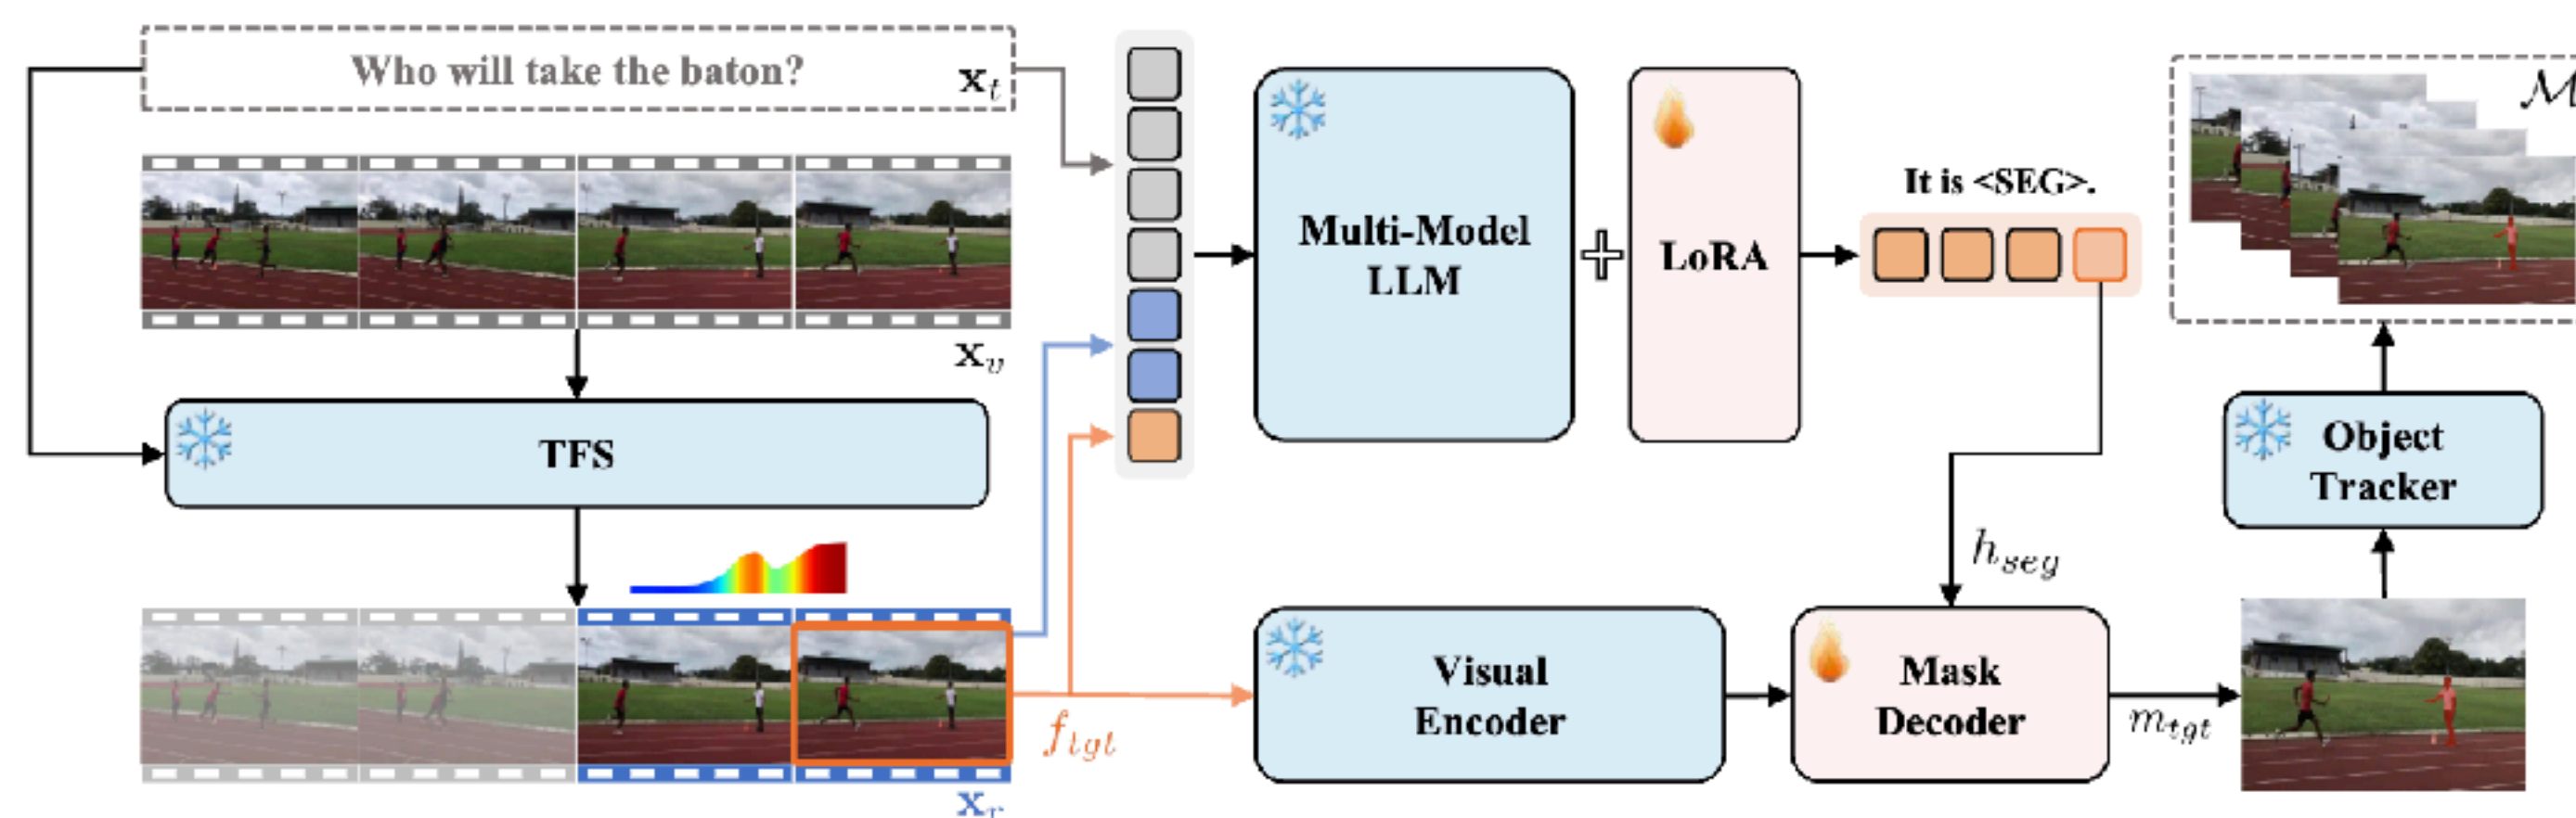 Who will take the baton?
x_t
x_v
TFS
x_r
f_tgt
Multi-Model
LLM
LoRA
It is <SEG>.
h_seg
Visual
Encoder
Mask
Decoder
m_tgt
Object
Tracker
ℳ